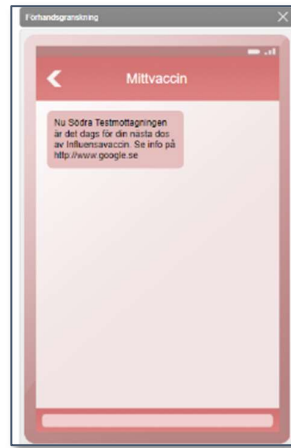 Förhandsgranskning
Mittvaccin
Nu Södra Testmottagningen
är det dags för din nästa dos
av Influensavaccin. Se info på
http://www.google.se